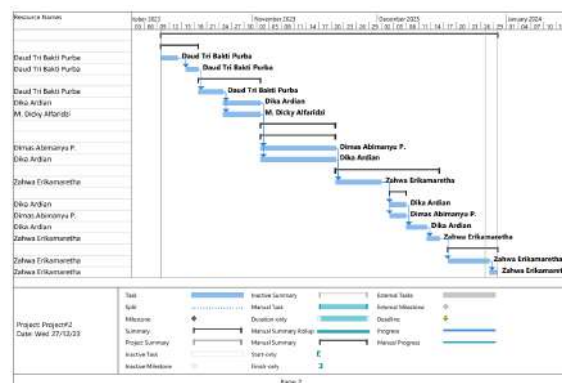 Resource Names
tober 2023 November 2023 December 2023 January 2024
Daud Tri Bakti Purba Daud Tri Bakti Purba
Daud Tri Bakti Purba Daud Tri Bakti Purba
Daud Tri Bakti Purba Daud Tri Bakti Purba
Dika Ardian Dika Ardian
M. Dicky Alfaridzi M. Dicky Alfaridzi
Dimas Abimanyu P. Dimas Abimanyu P.
Dika Ardian Dika Ardian
Zahwa Erikamaretha Zahwa Erikamaretha
Dika Ardian Dika Ardian
Dimas Abimanyu P. Dimas Abimanyu P.
Dika Ardian Dika Ardian
Zahwa Erikamaretha Zahwa Erikamaretha
Zahwa Erikamaretha Zahwa Erikamaretha
Zahwa Erikamaretha Zahwa Erikamaret
Project: Project#2
Date: Wed 27/12/23
Task Inactive Summary External Tasks
Split Manual Task External Milestone
Milestone Duration-only Deadline
Summary Manual Summary Rollup Progress
Project Summary Manual Summary Manual Progress
Inactive Task Start-only
Inactive Milestone Finish-only